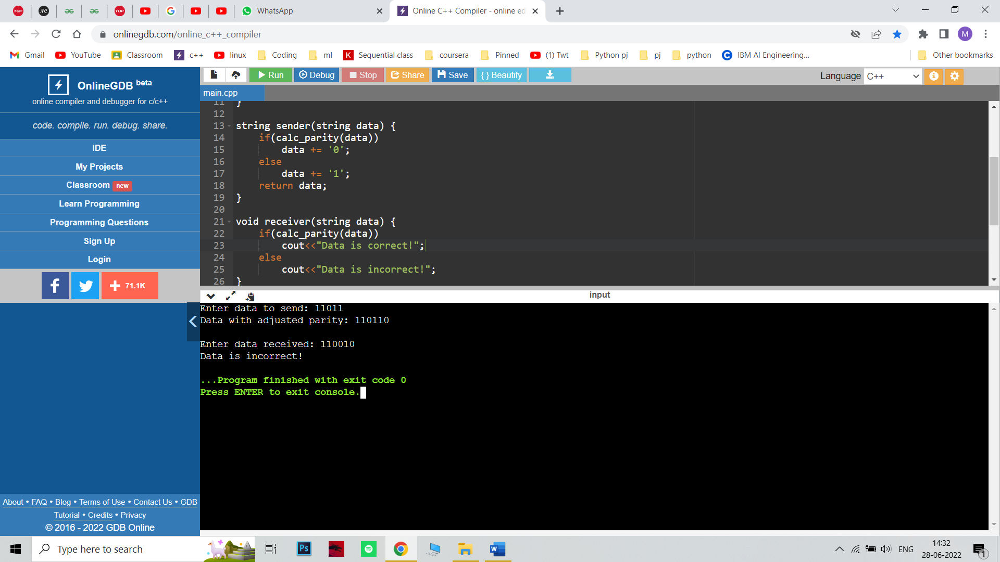 WhatsApp
Online C++ Compiler - online ed
onlinegdb.com/online_c++_compiler
M
Gmail YouTube Classroom c++ linux Coding ml Sequential class coursera Pinned (1) Twt Python pj pj python IBM AI Engineering... Other bookmarks
OnlineGDB beta
online compiler and debugger for c/c++
code. compile. run. debug. share.
IDE
My Projects
Classroom new
Learn Programming
Programming Questions
Sign Up
Login
71.1K
About • FAQ • Blog • Terms of Use • Contact Us • GDB
Tutorial • Credits • Privacy
© 2016 - 2022 GDB Online
Run Debug Stop Share Save { } Beautify
Language C++
main.cpp
11 }
12
13 string sender(string data) {
14 if(calc_parity(data))
15 data += '0';
16 else
17 data += '1';
18 return data;
19 }
20
21 void receiver(string data) {
22 if(calc_parity(data))
23 cout<<"Data is correct!";
24 else
25 cout<<"Data is incorrect!";
26 }
input
Enter data to send: 11011
Data with adjusted parity: 110110
Enter data received: 110010
Data is incorrect!
...Program finished with exit code 0
Press ENTER to exit console.
Type here to search
Ps
W
ENG
14:32
28-06-2022
1